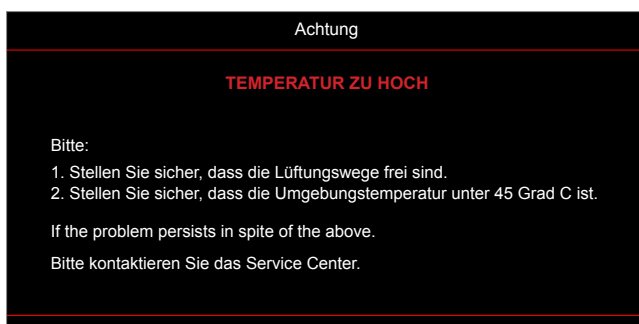 Achtung
TEMPERATUR ZU HOCH
Bitte:
1. Stellen Sie sicher, dass die Lüftungswege frei sind.
2. Stellen Sie sicher, dass die Umgebungstemperatur unter 45 Grad C ist.
If the problem persists in spite of the above.
Bitte kontaktieren Sie das Service Center.